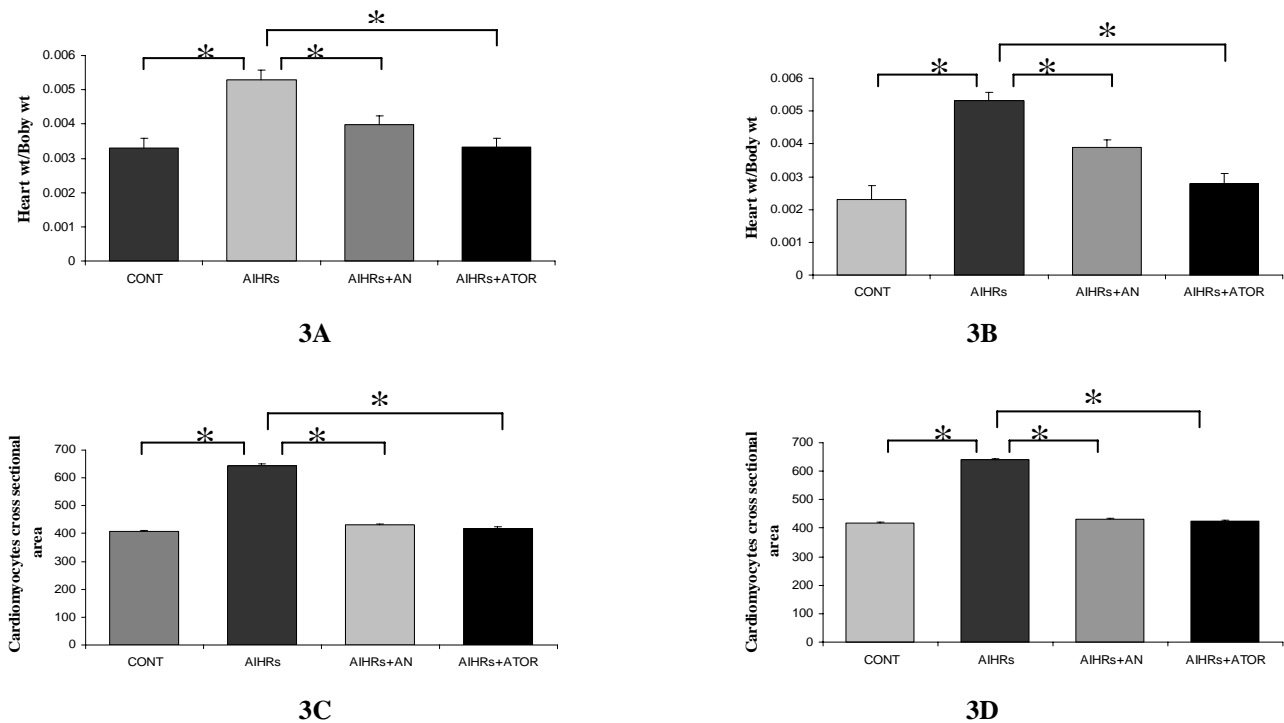 *
* *
0.006
0.005
0.004
0.003
0.002
0.001
0
Heart wt/Boby wt
CONT AIHRs AIHRs+AN AIHRs+ATOR
3A
*
* *
0.006
0.005
0.004
0.003
0.002
0.001
0
Heart wt/Body wt
CONT AIHRs AIHRs+AN AIHRs+ATOR
3B
*
* *
700
600
500
400
300
200
100
0
Cardiomyocytes cross sectional
area
CONT AIHRs AIHRs+AN AIHRs+ATOR
3C
*
* *
700
600
500
400
300
200
100
0
Cardiomyocytes cross sectional
area
CONT AIHRs AIHRs+AN AIHRs+ATOR
3D